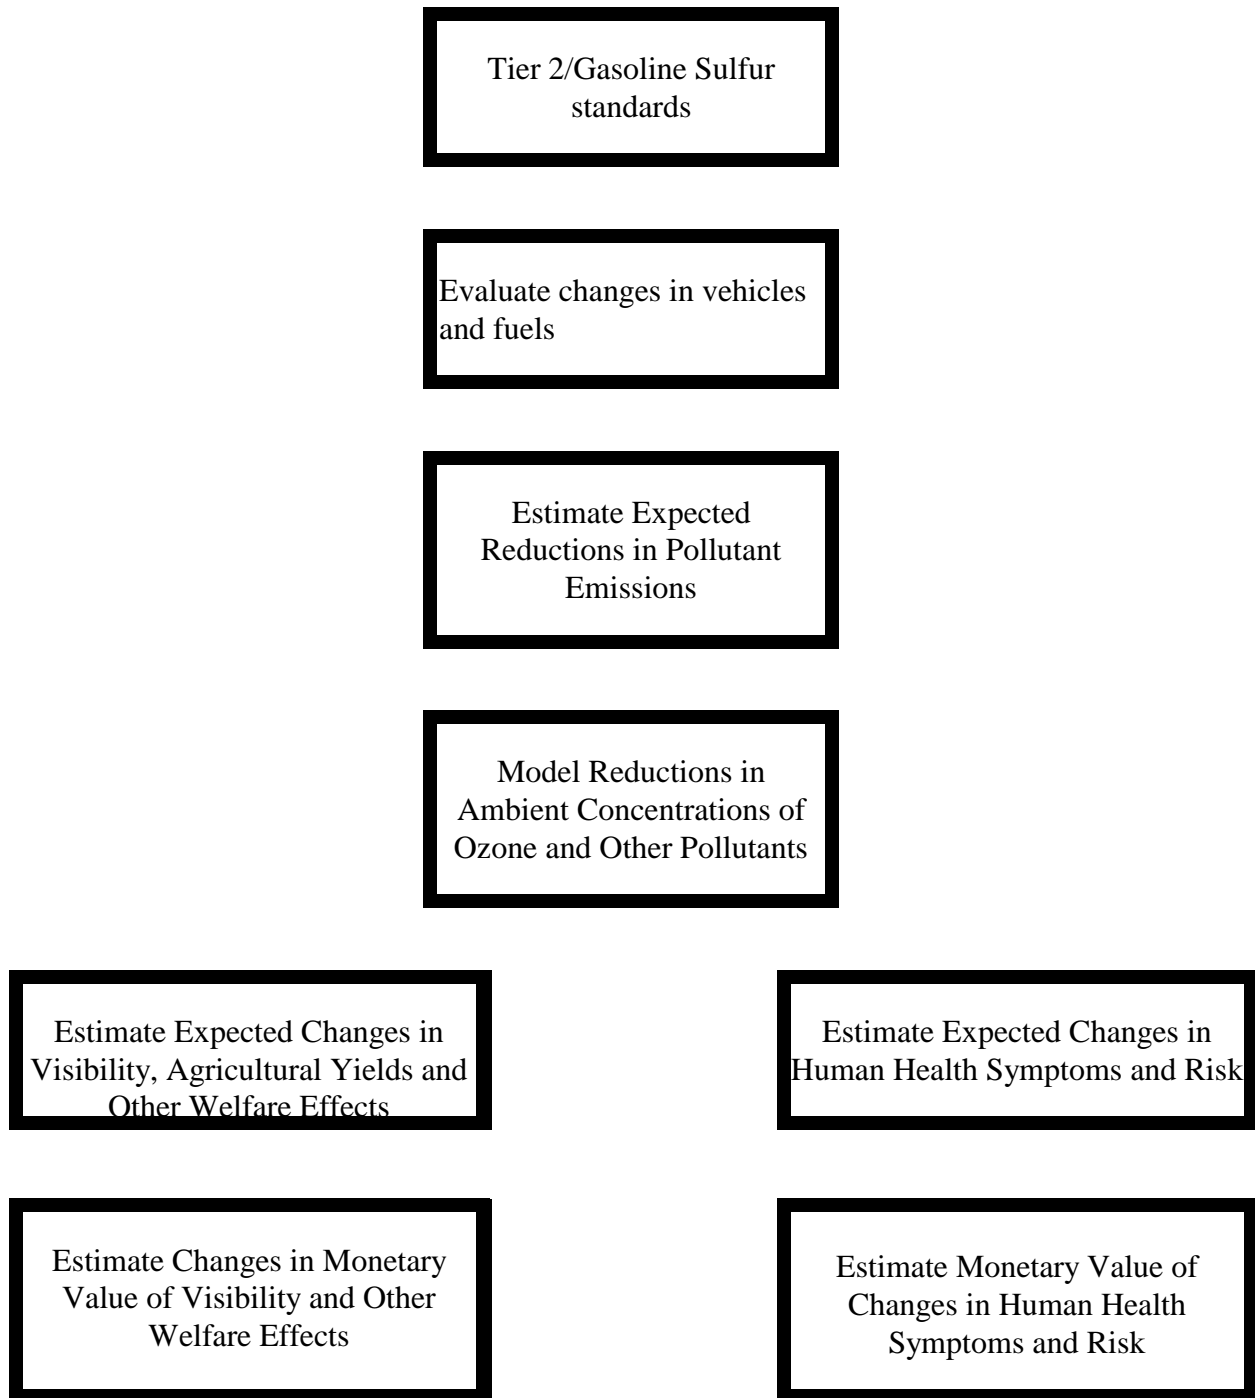 Tier 2/Gasoline Sulfur
standards
Evaluate changes in vehicles
and fuels
Estimate Expected
Reductions in Pollutant
Emissions
Model Reductions in
Ambient Concentrations of
Ozone and Other Pollutants
Estimate Expected Changes in
Visibility, Agricultural Yields and
Other Welfare Effects
Estimate Expected Changes in
Human Health Symptoms and Risk
Estimate Changes in Monetary
Value of Visibility and Other
Welfare Effects
Estimate Monetary Value of
Changes in Human Health
Symptoms and Risk